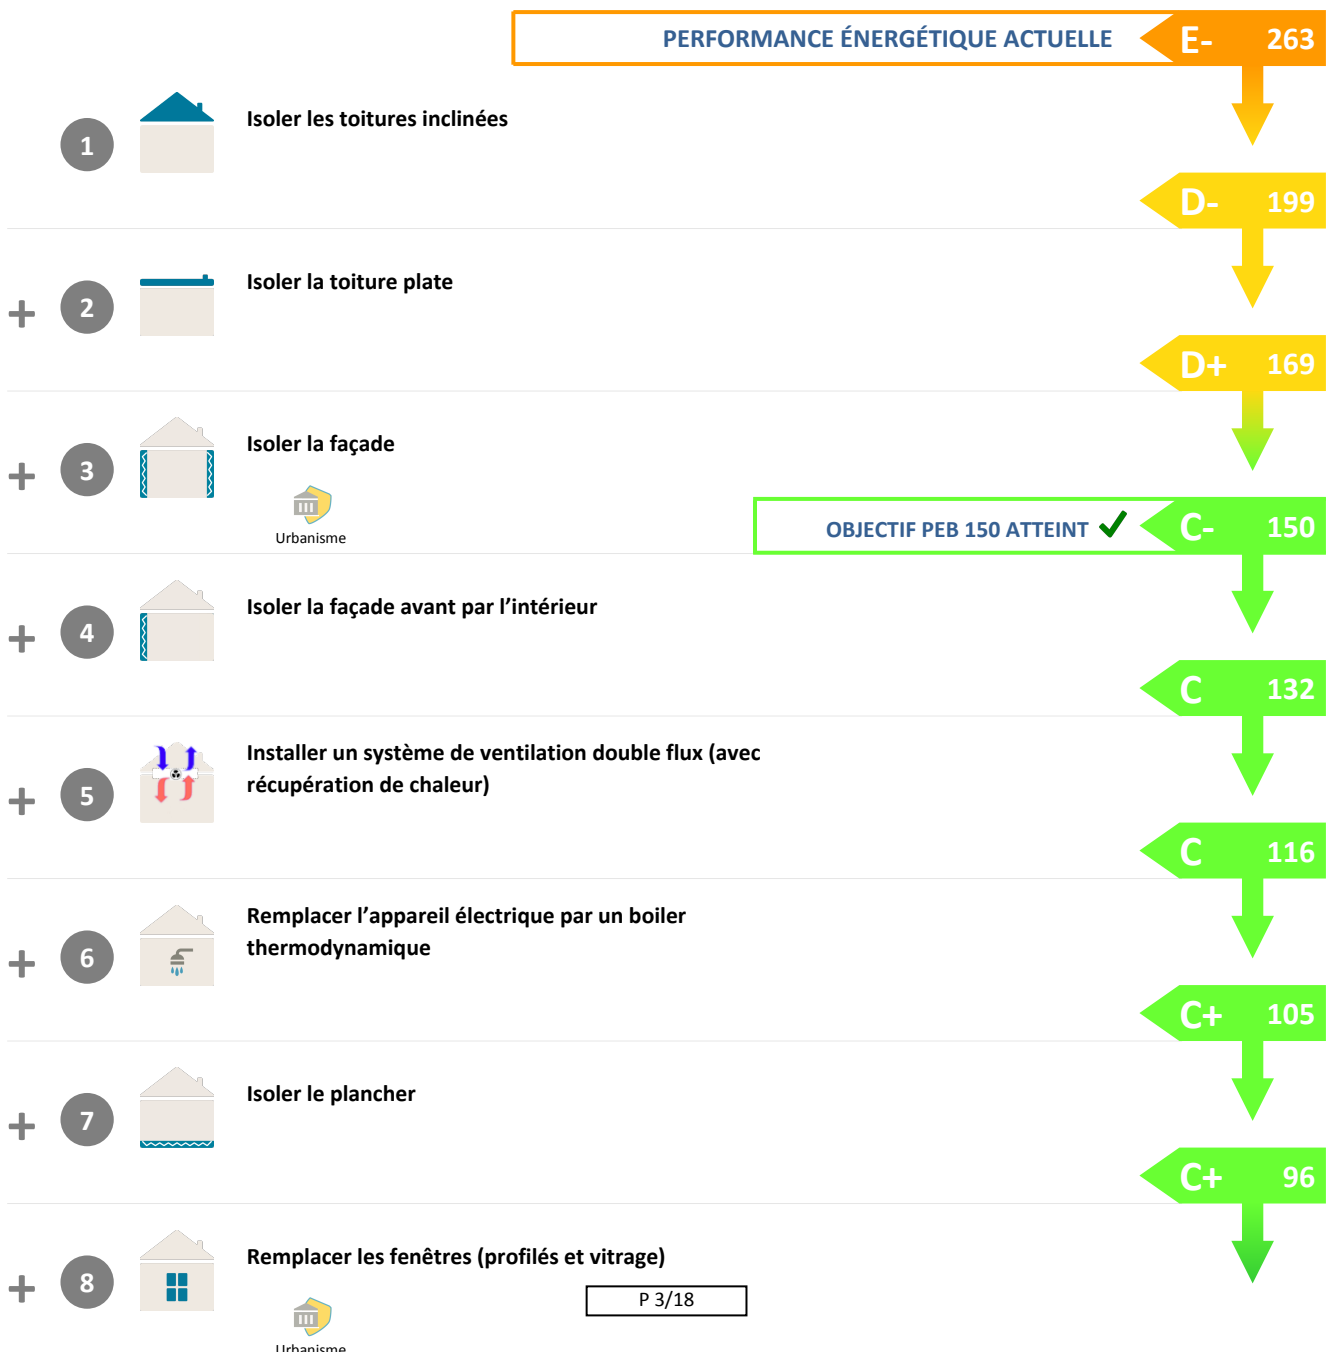 PERFORMANCE ÉNERGÉTIQUE ACTUELLE E- 263
1 Isoler les toitures inclinées
D- 199
+ 2 Isoler la toiture plate
D+ 169
+ 3 Isoler la façade
Urbanisme
OBJECTIF PEB 150 ATTEINT C- 150
+ 4 Isoler la façade avant par l’intérieur
C 132
+ 5 Installer un système de ventilation double flux (avec
récupération de chaleur)
C 116
+ 6 Remplacer l’appareil électrique par un boiler
thermodynamique
C+ 105
+ 7 Isoler le plancher
C+ 96
+ 8 Remplacer les fenêtres (profilés et vitrage)
P 3/18
Urbanisme